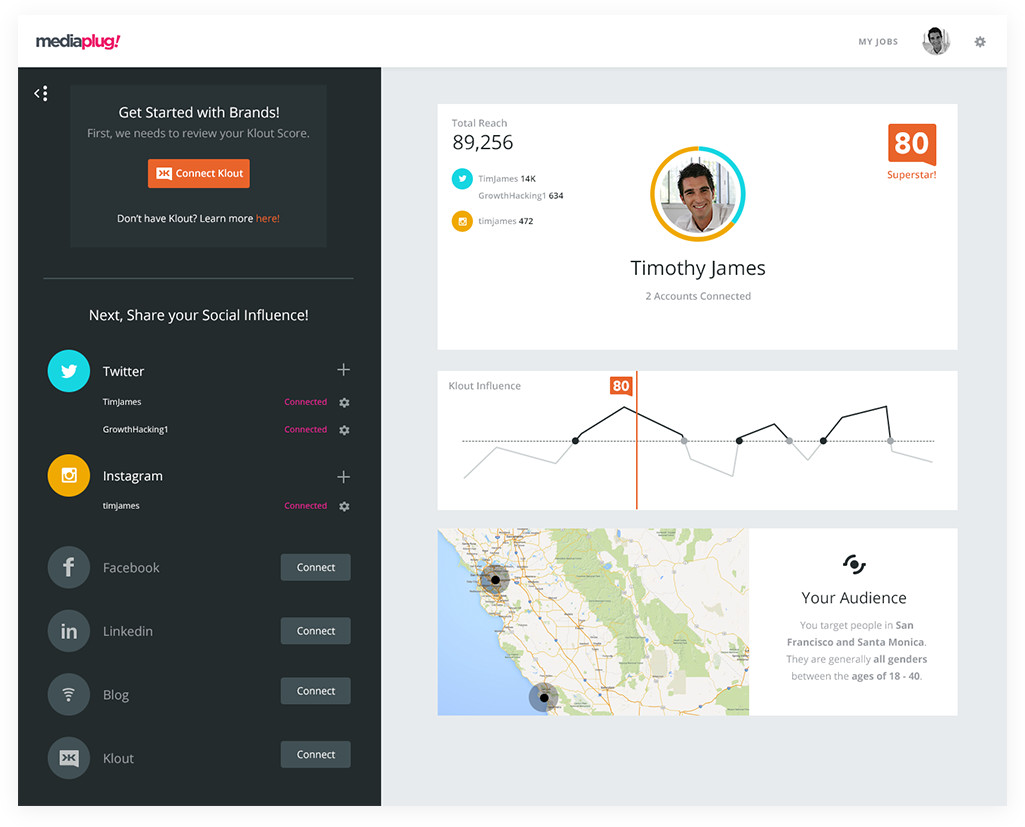 mediaplug!
MY JOBS
Get Started with Brands!
First, we needs to review your Klout Score.
Connect Klout
Don't have Klout? Learn more here!
Next, Share your Social Influence!
Twitter
TimJames Connected
GrowthHacking1 Connected
Instagram
timjames Connected
Facebook Connect
Linkedin Connect
Blog Connect
Klout Connect
Total Reach
89,256
TimJames 14K
GrowthHacking1 634
timjames 472
Timothy James
2 Accounts Connected
80
Superstar!
Klout Influence
80
Your Audience
You target people in San
Francisco and Santa Monica.
They are generally all genders
between the ages of 18 - 40.